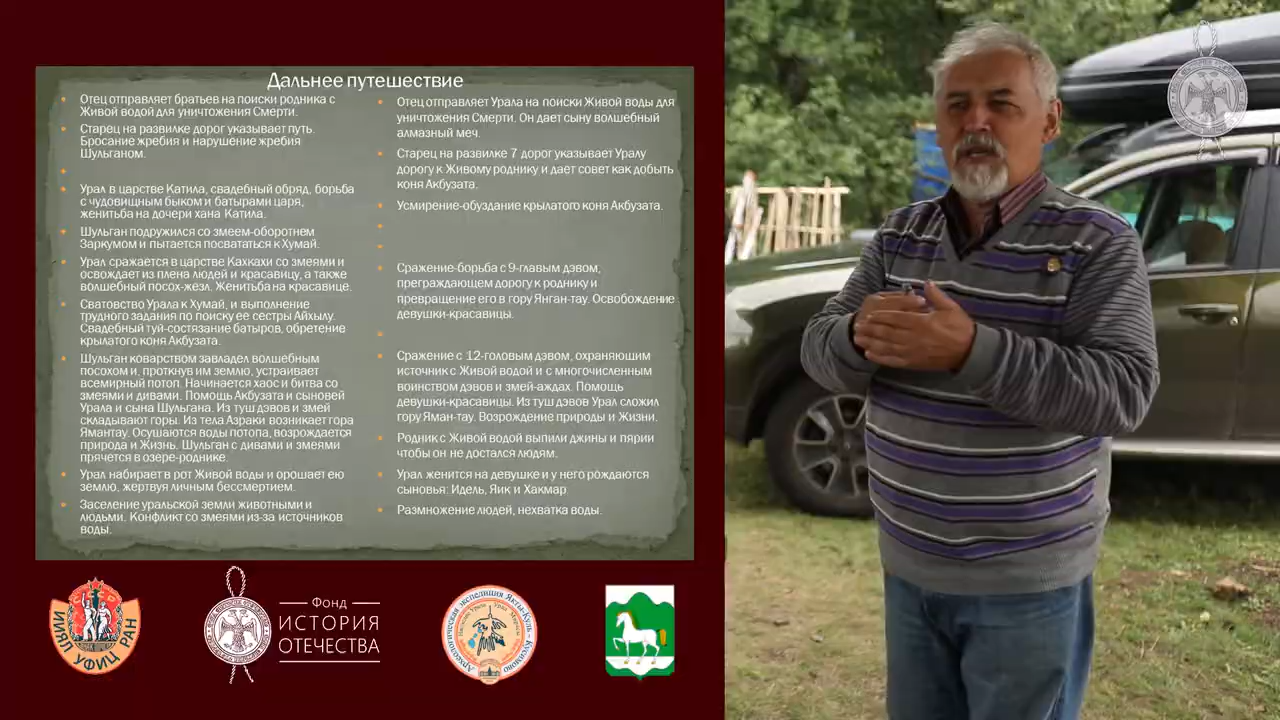 Дальнее путешествие
Отец отправляет братьев на поиски родника с
Живой водой для уничтожения Смерти.
Старец на развилке дорог указывает путь.
Бросание жребия и нарушение жребия
Шульганом.
Урал в царстве Катила, свадебный обряд, борьба
с чудовищным быком и батырами царя,
женитьба на дочери хана Катила.
Шульган подружился со змеем-оборотнем
Заркумом и пытается посвататься к Хумай.
Урал сражается в царстве Кахкахи со змеями и
освождает из плена людей и красавицу, а также
волшебный посох-жезл. Женитьба на красавице.
Сватовство Урала к Хумай, и выполнение
трудного задания по поиску ее сестры Айхылу.
Свадебный туй-состязание батыров, обретение
крылатого коня Акбузата.
Шульган коварством завладел волшебным
посохом и, проткнув им землю, устраивает
всемирный потоп. Начинается хаос и битва со
змеями и дивами. Помощь Акбузата и сыновей
Урала и сына Шульгана. Из туш дэвов и змей
складывают горы. Из тела Азраки возникает гора
Ямантау. Осушаются воды потопа, возрождается
природа и Жизнь. Шульган с дивами и змеями
прячется в озере-роднике.
Урал набирает в рот Живой воды и орошает ею
землю, жертвуя личным бессмертием.
Заселение уральской земли животными и
людьми. Конфликт со змеями из-за источников
воды.
Отец отправляет Урала на поиски Живой воды для
уничтожения Смерти. Он дает сыну волшебный
алмазный меч.
Старец на развилке 7 дорог указывает Уралу
дорогу к Живому роднику и дает совет как добыть
коня Акбузата.
Усмирение-обуздание крылатого коня Акбузата.
Сражение-борьба с 9-главым дэвом,
преграждающем дорогу к роднику и
превращение его в гору Янган-тау. Освобождение
девушки-красавицы.
Сражение с 12-головым дэвом, охраняющим
источник с Живой водой и с многочисленным
воинством дэвов и змей-аждах. Помощь
девушки-красавицы. Из туш дэвов Урал сложил
гору Яман-тау. Возрождение природы и Жизни.
Родник с Живой водой выпили джины и пярии
чтобы он не достался людям.
Урал женится на девушке и у него рождаются
сыновья: Идель, Яик и Хакмар.
Размножение людей, нехватка воды.
ИИЯЛ УФИЦ РАН
Фонд
ИСТОРИЯ
ОТЕЧЕСТВА
Археологическая экспедиция Якты-Куль - Кусимово